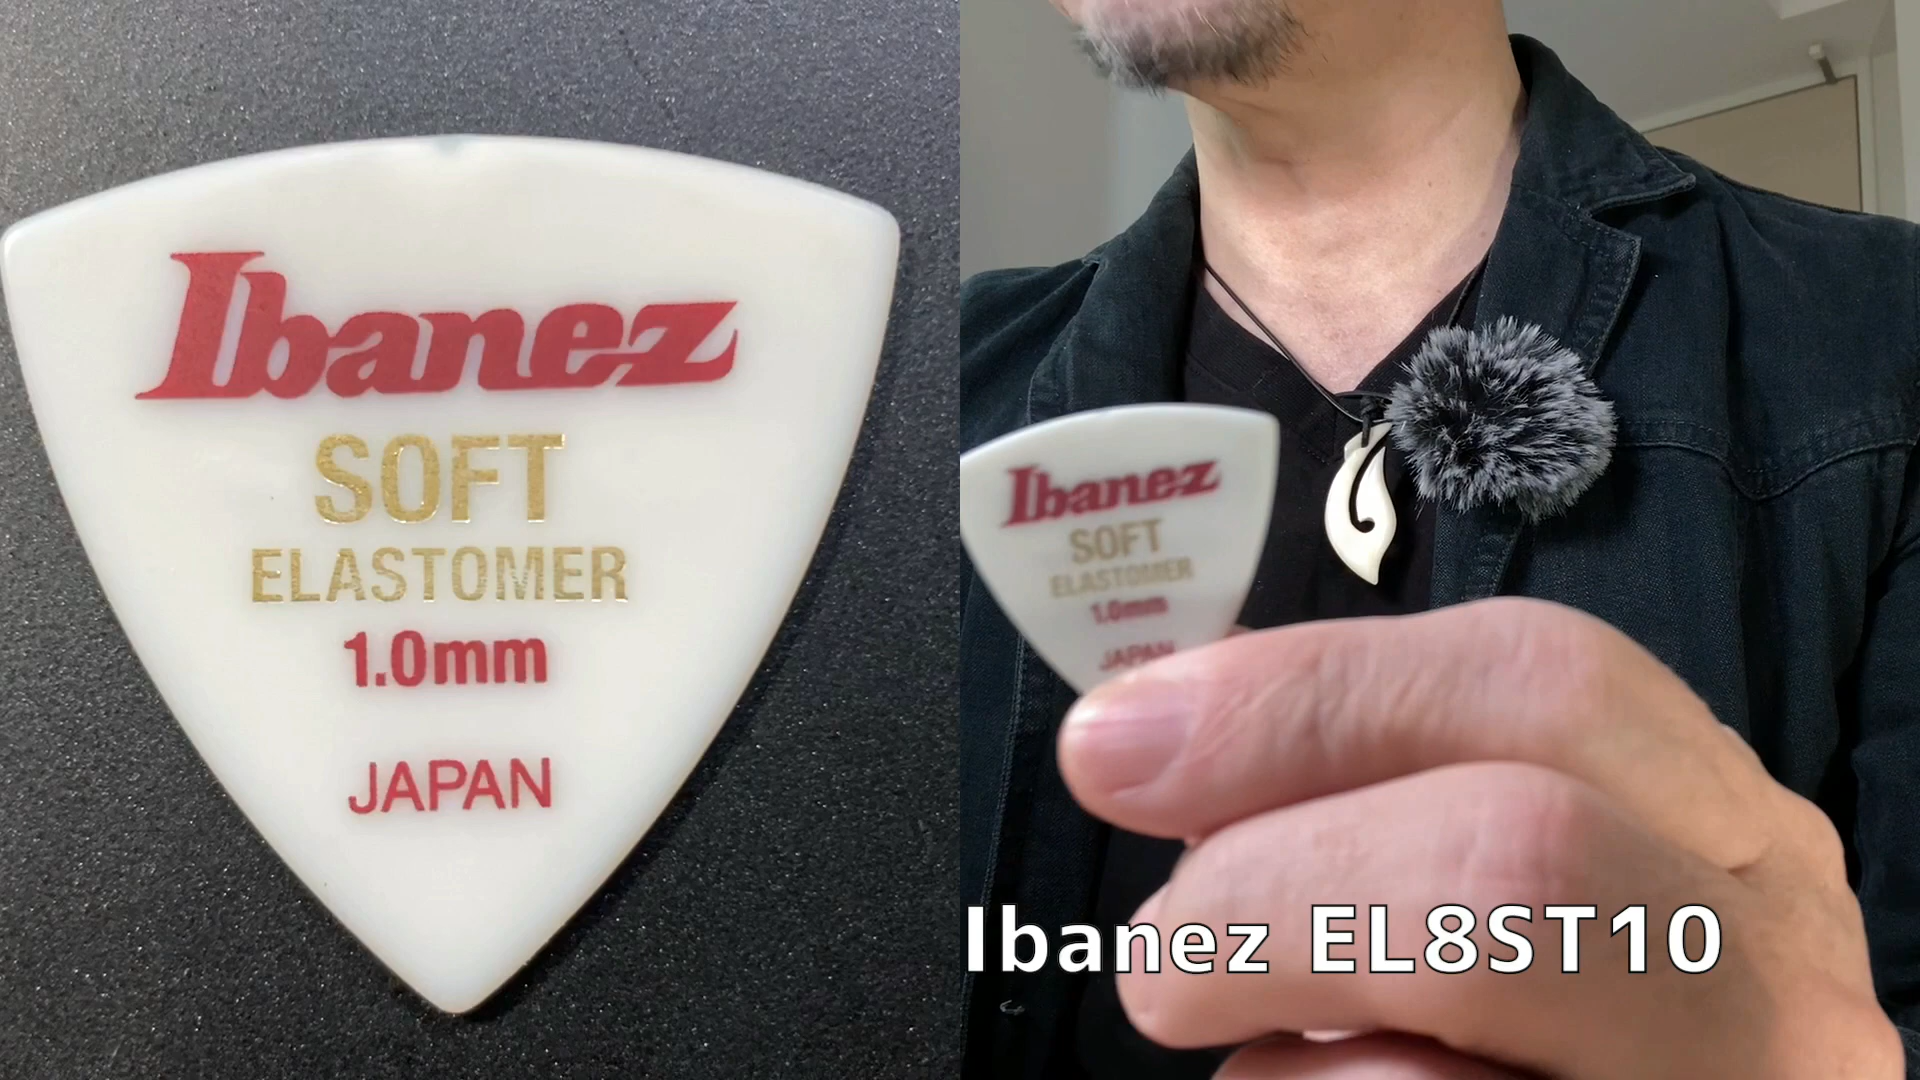 Ibanez
SOFT
ELASTOMER
1.0mm
JAPAN
Ibanez
SOFT
ELASTOMER
1.0mm
JAPAN
Ibanez EL8ST10